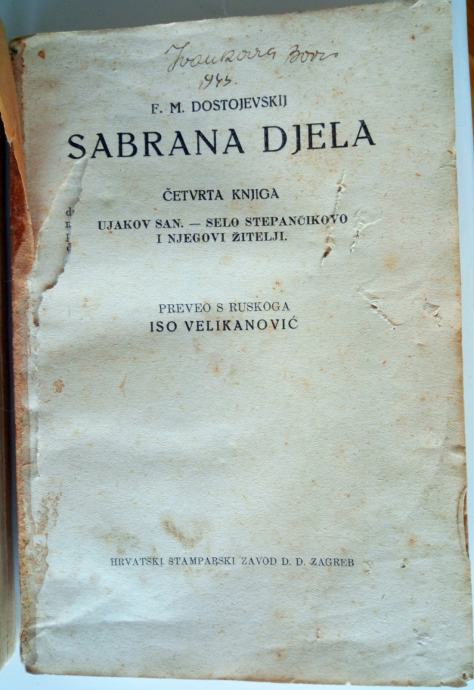 1945.
F. M. DOSTOJEVSKIJ
SABRANA DJELA
ČETVRTA KNJIGA
UJAKOV SAN. — SELO STEPANČIKOVO
I NJEGOVI ŽITELJI.
PREVEO S RUSKOGA
ISO VELIKANOVIĆ
HRVATSKI ŠTAMPARSKI ZAVOD D. D. ZAGREB